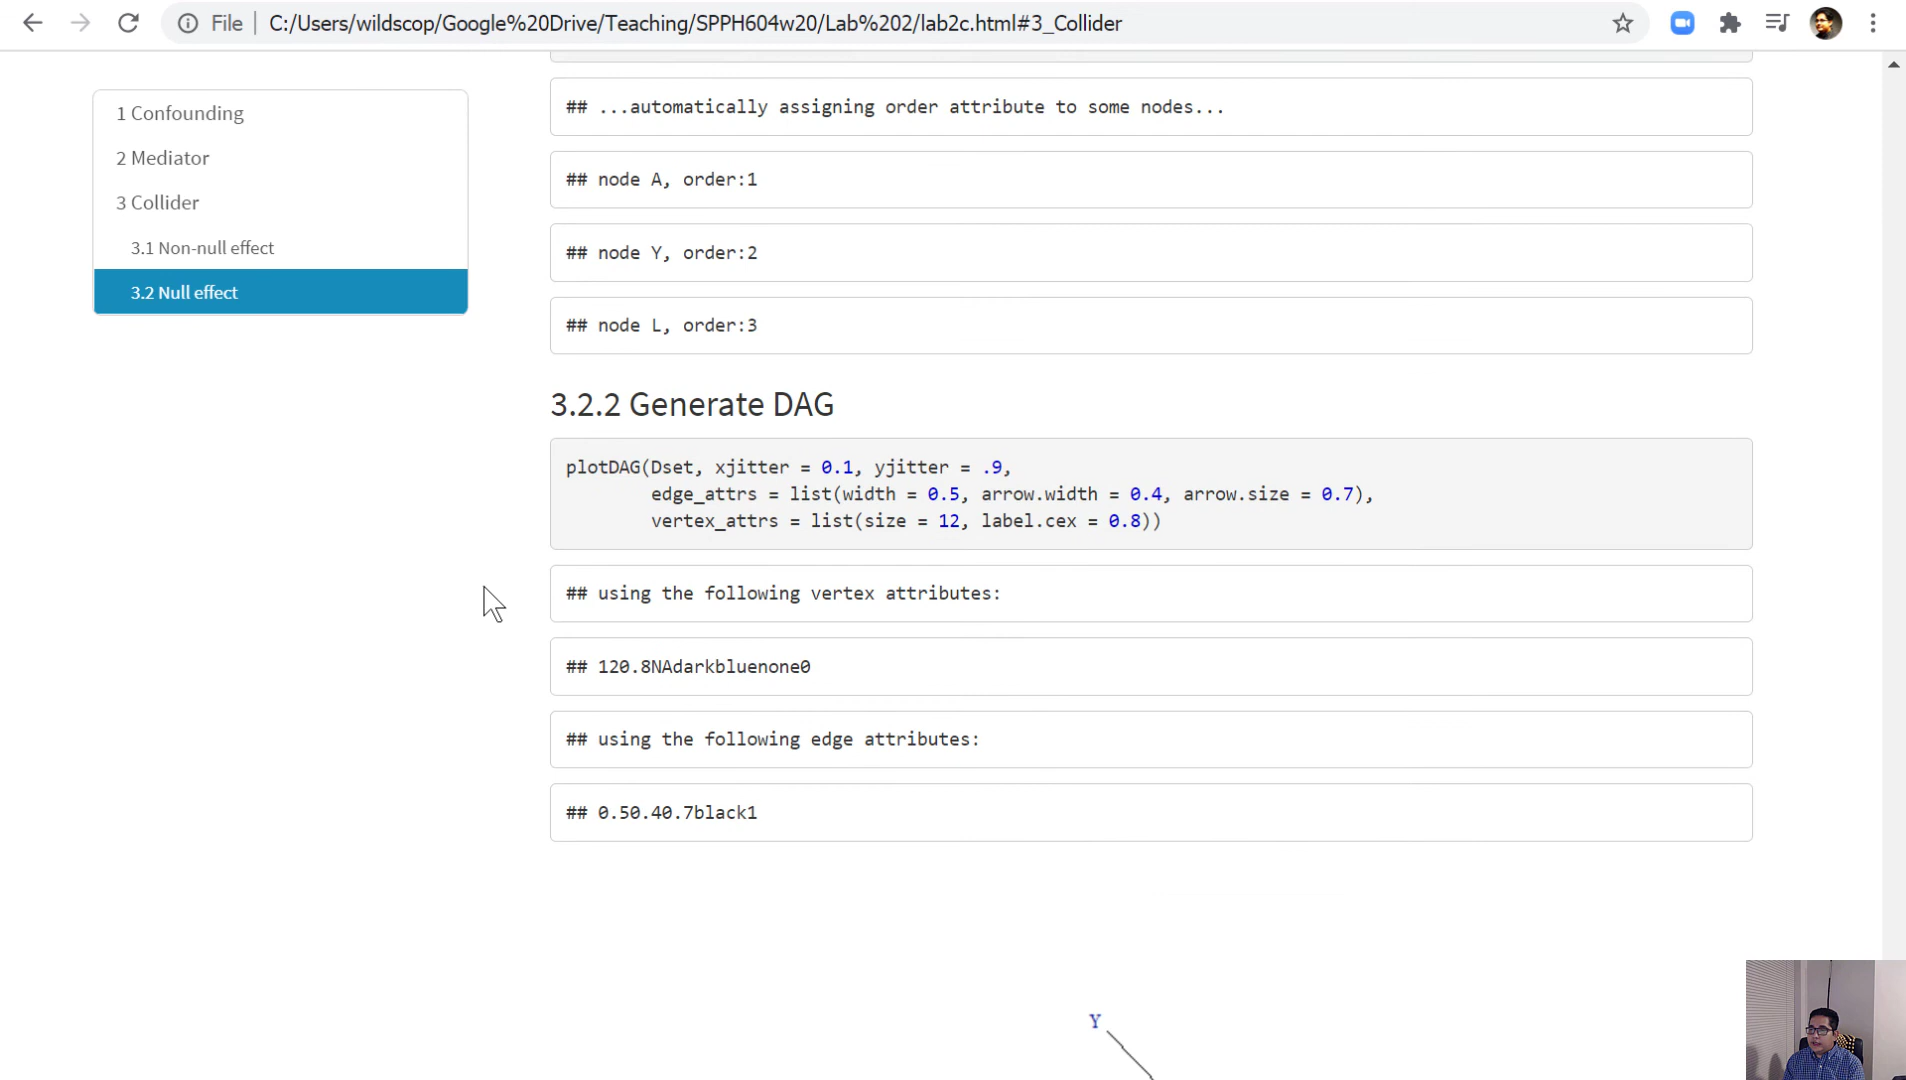 File
C:/Users/wildscop/Google%20Drive/Teaching/SPPH604w20/Lab%202/lab2c.html#3_Collider
1 Confounding
2 Mediator
3 Collider
3.1 Non-null effect
3.2 Null effect
## ...automatically assigning order attribute to some nodes...
## node A, order:1
## node Y, order:2
## node L, order:3
3.2.2 Generate DAG
plotDAG(Dset, xjitter = 0.1, yjitter = .9,
edge_attrs = list(width = 0.5, arrow.width = 0.4, arrow.size = 0.7),
vertex_attrs = list(size = 12, label.cex = 0.8))
## using the following vertex attributes:
## 120.8NAdarkbluenone0
## using the following edge attributes:
## 0.50.40.7black1
Y